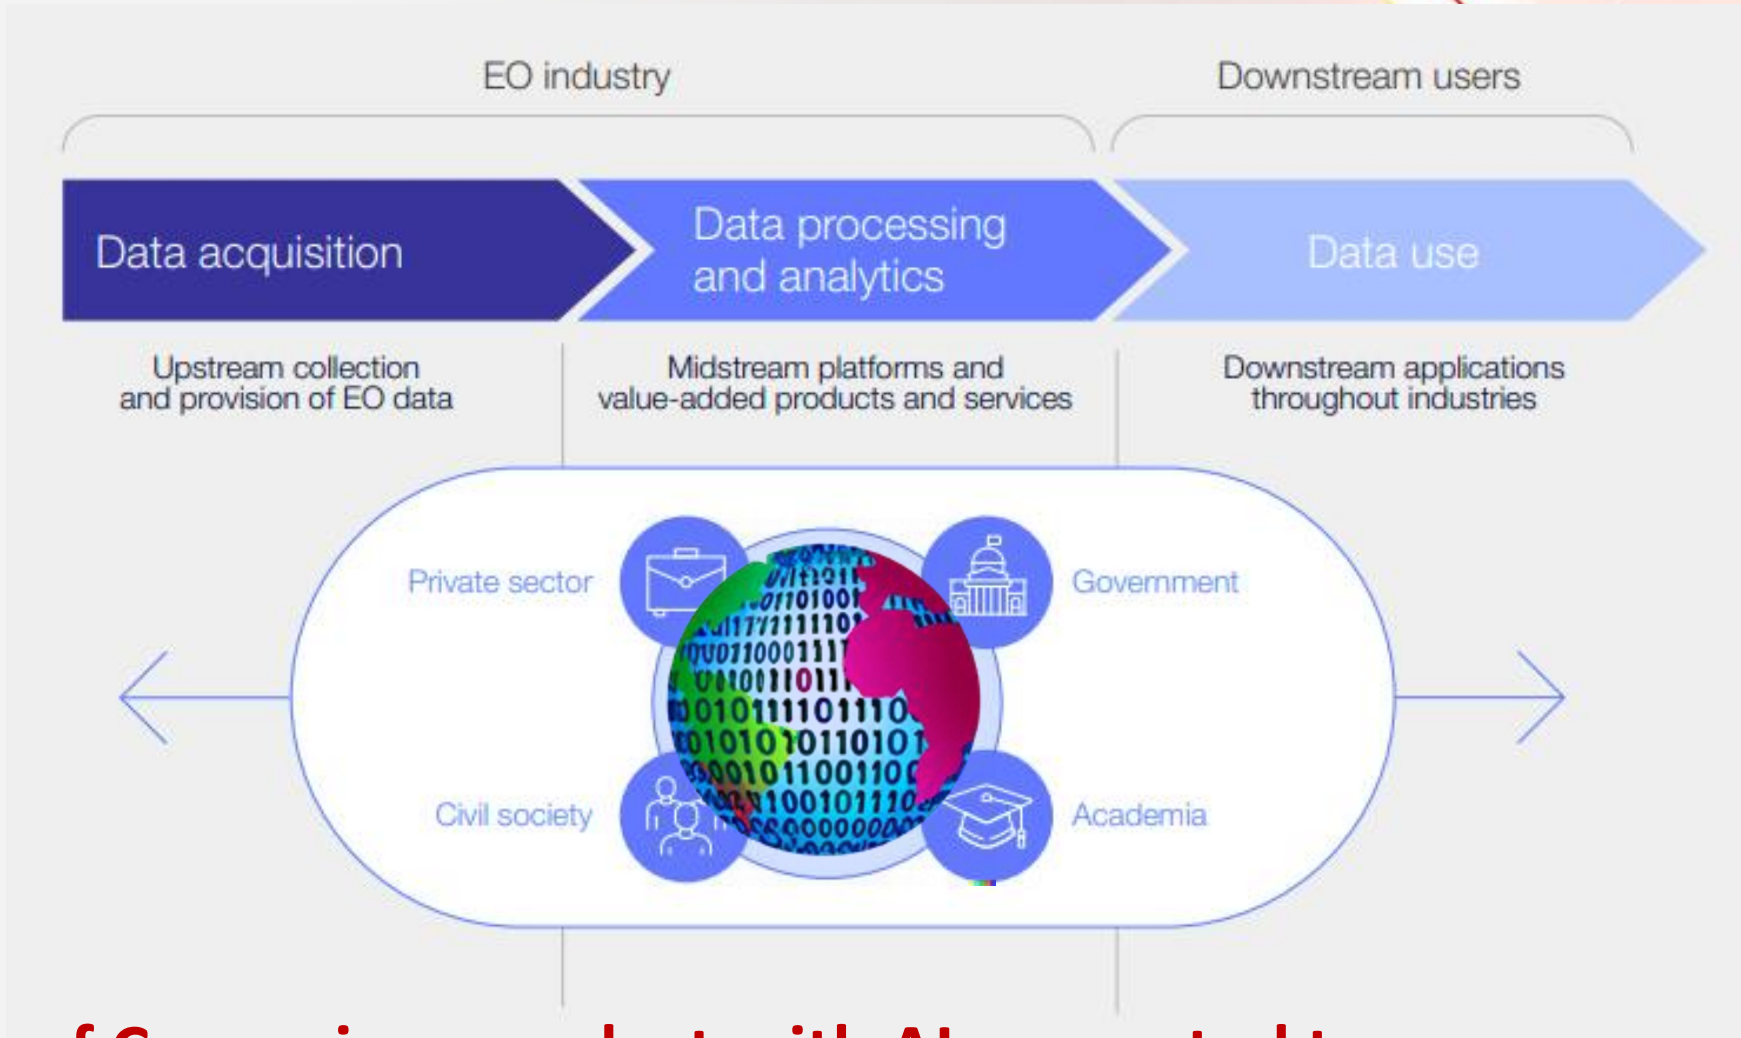 EO industry
Downstream users
Data acquisition
Data processing
and analytics
Data use
Upstream collection
and provision of EO data
Midstream platforms and
value-added products and services
Downstream applications
throughout industries
Private sector
Government
Civil society
Academia